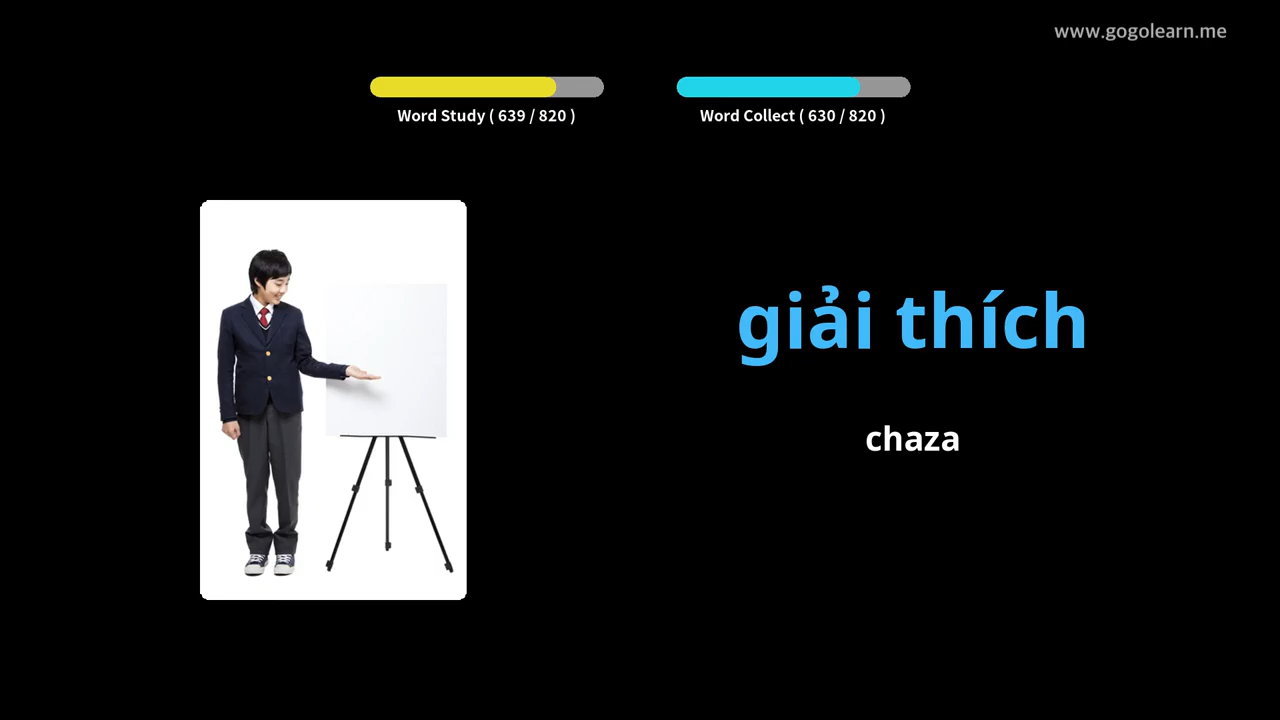 www.gogolearn.me
Word Study ( 639 / 820 )
Word Collect ( 630 / 820 )
giải thích
chaza